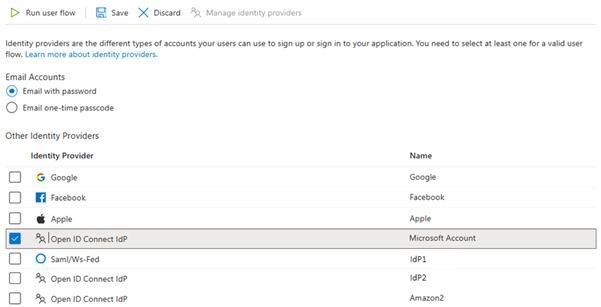 Run user flow Save Discard Manage identity providers
Identity providers are the different types of accounts your users can use to sign up or sign in to your application. You need to select at least one for a valid user
flow. Learn more about identity providers.
Email Accounts
Email with password
Email one-time passcode
Other Identity Providers
Identity Provider Name
Google Google
Facebook Facebook
Apple Apple
Open ID Connect IdP Microsoft Account
Saml/Ws-Fed IdP1
Open ID Connect IdP IdP2
Open ID Connect IdP Amazon2